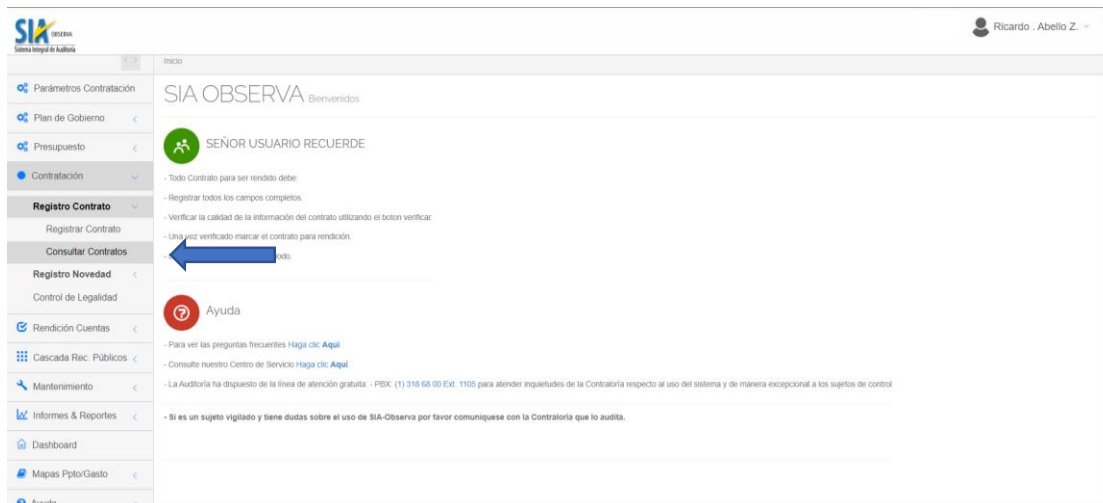 SIA OBSERVA
Sistema Integral de Auditoría
Ricardo . Abello Z.
Inicio
Parámetros Contratación
Plan de Gobierno
Presupuesto
Contratación
Registro Contrato
Registrar Contrato
Consultar Contratos
Registro Novedad
Control de Legalidad
Rendición Cuentas
Cascada Rec. Públicos
Mantenimiento
Informes & Reportes
Dashboard
Mapas Ppto/Gasto
Ayuda
SIA OBSERVA Bienvenidos
SEÑOR USUARIO RECUERDE
- Todo Contrato para ser rendido debe:
- Registrar todos los campos completos.
- Verificar la calidad de la información del contrato utilizando el boton verificar.
- Una vez verificado marcar el contrato para rendición.
Ayuda
- Para ver las preguntas frecuentes Haga clic Aquí
- Consulte nuestro Centro de Servicio Haga clic Aquí
- La Auditoría ha dispuesto de la línea de atención gratuita: - PBX: (1) 318 68 00 Ext. 1105 para atender inquietudes de la Contraloría respecto al uso del sistema y de manera excepcional a los sujetos de control
- Si es un sujeto vigilado y tiene dudas sobre el uso de SIA-Observa por favor comuniquese con la Contraloría que lo audita.